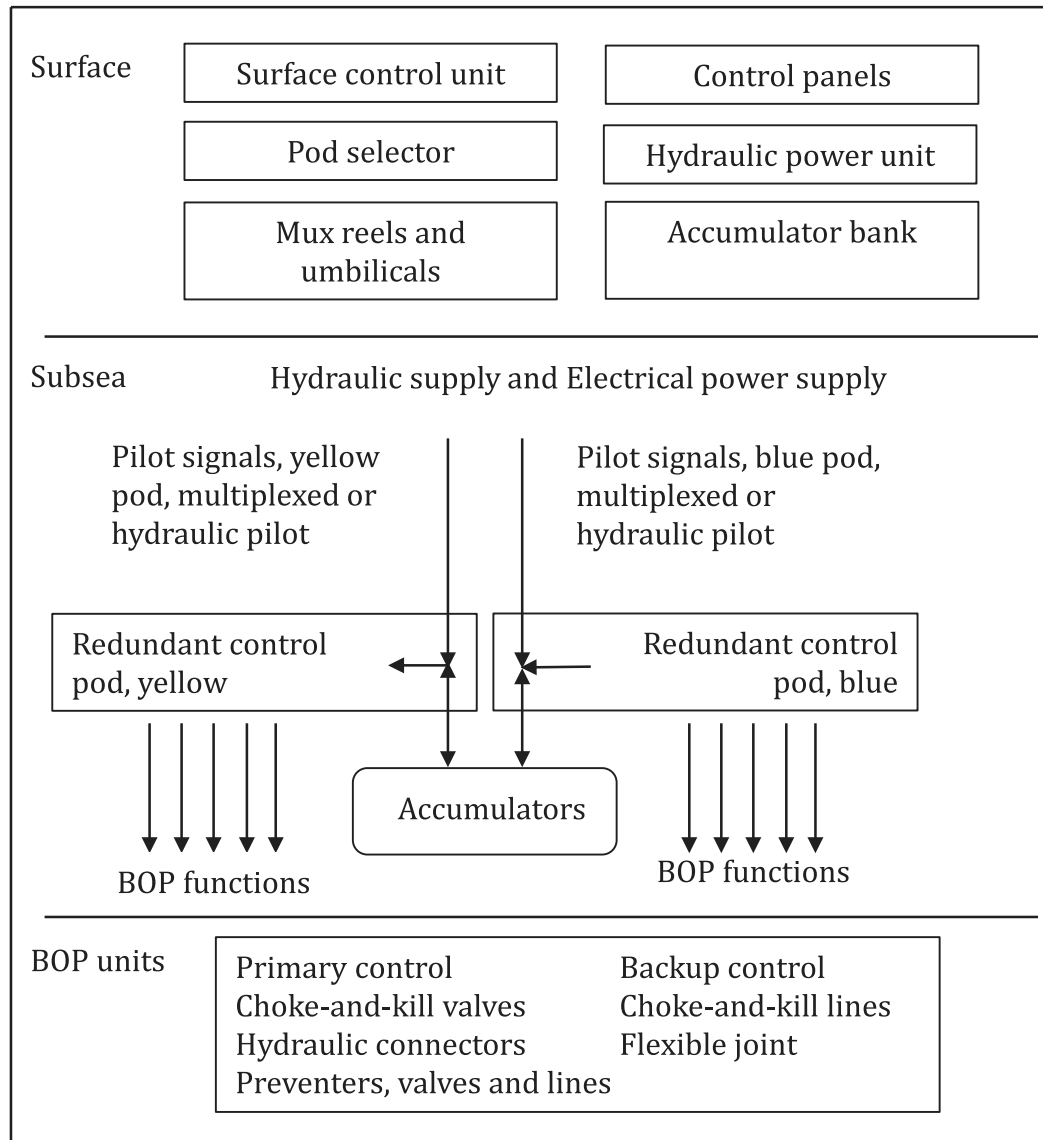 Surface
Surface control unit
Control panels
Pod selector
Hydraulic power unit
Mux reels and
umbilicals
Accumulator bank
Subsea
Hydraulic supply and Electrical power supply
Pilot signals, yellow
pod, multiplexed or
hydraulic pilot
Pilot signals, blue pod,
multiplexed or
hydraulic pilot
Redundant control
pod, yellow
Redundant control
pod, blue
Accumulators
BOP functions
BOP functions
BOP units
Primary control
Choke-and-kill valves
Hydraulic connectors
Preventers, valves and lines
Backup control
Choke-and-kill lines
Flexible joint